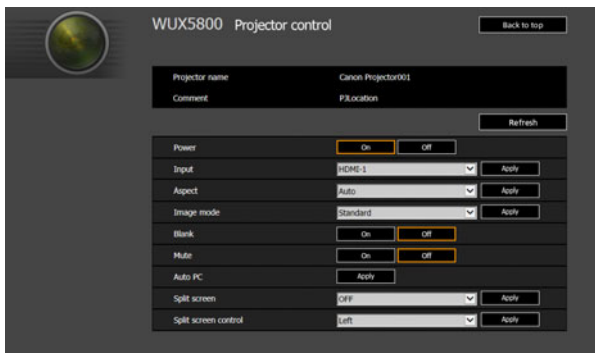 WUX5800 Projector control Back to top
Projector name Canon Projector001
Comment PJLocation
Refresh
Power On Off
Input HDMI-1 Apply
Aspect Auto Apply
Image mode Standard Apply
Blank On Off
Mute On Off
Auto PC Apply
Split screen OFF Apply
Split screen control Left Apply